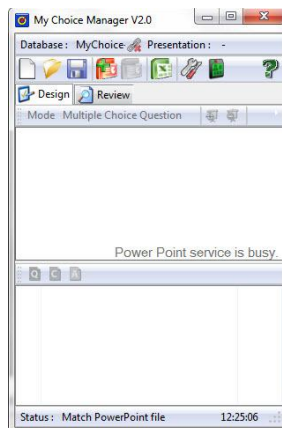 My Choice Manager V2.0
Database : MyChoice Presentation : -
Design Review
Mode Multiple Choice Question
Power Point service is busy.
Q C A
Status : Match PowerPoint file 12:25:06